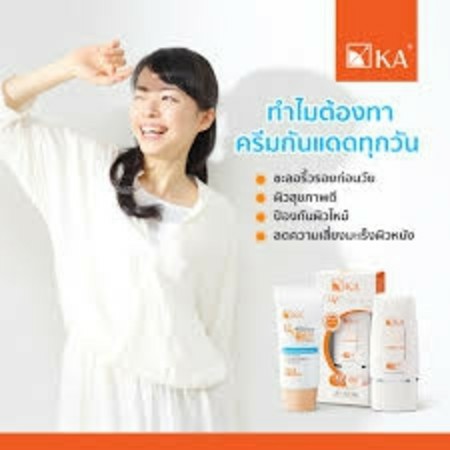 KA
ทำไมต้องทา
ครีมกันแดดทุกวัน
ชะลอริ้วรอยก่อนวัย
ผิวสุขภาพดี
ป้องกันผิวไหม้
ลดความเสี่ยงมะเร็งผิวหนัง
KA
KA
KA